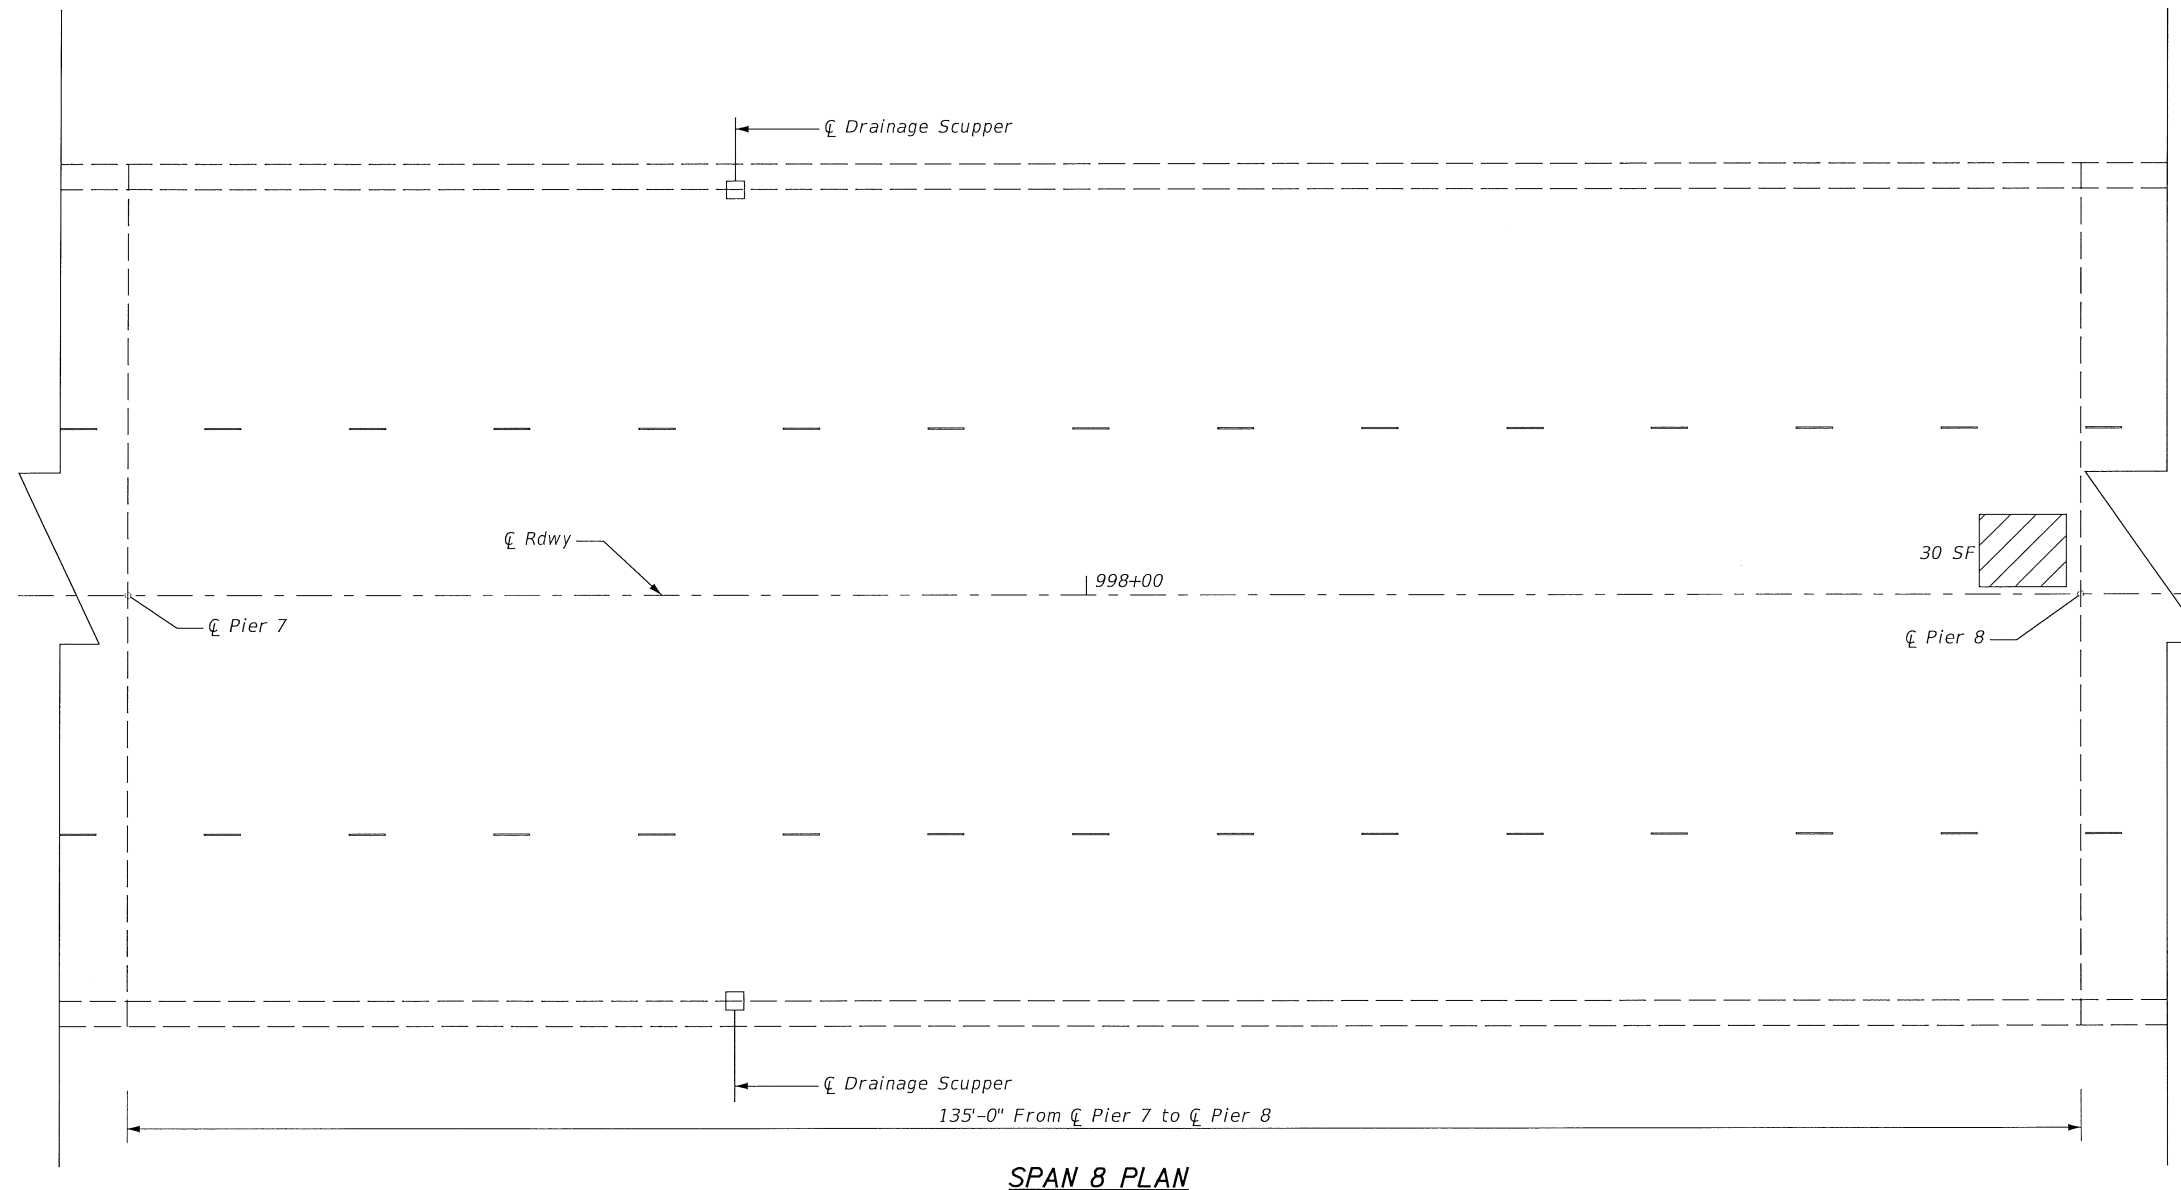 ℄ Drainage Scupper
℄ Rdwy
998+00
30 SF
℄ Pier 7
℄ Pier 8
℄ Drainage Scupper
135'-0" From ℄ Pier 7 to ℄ Pier 8
SPAN 8 PLAN